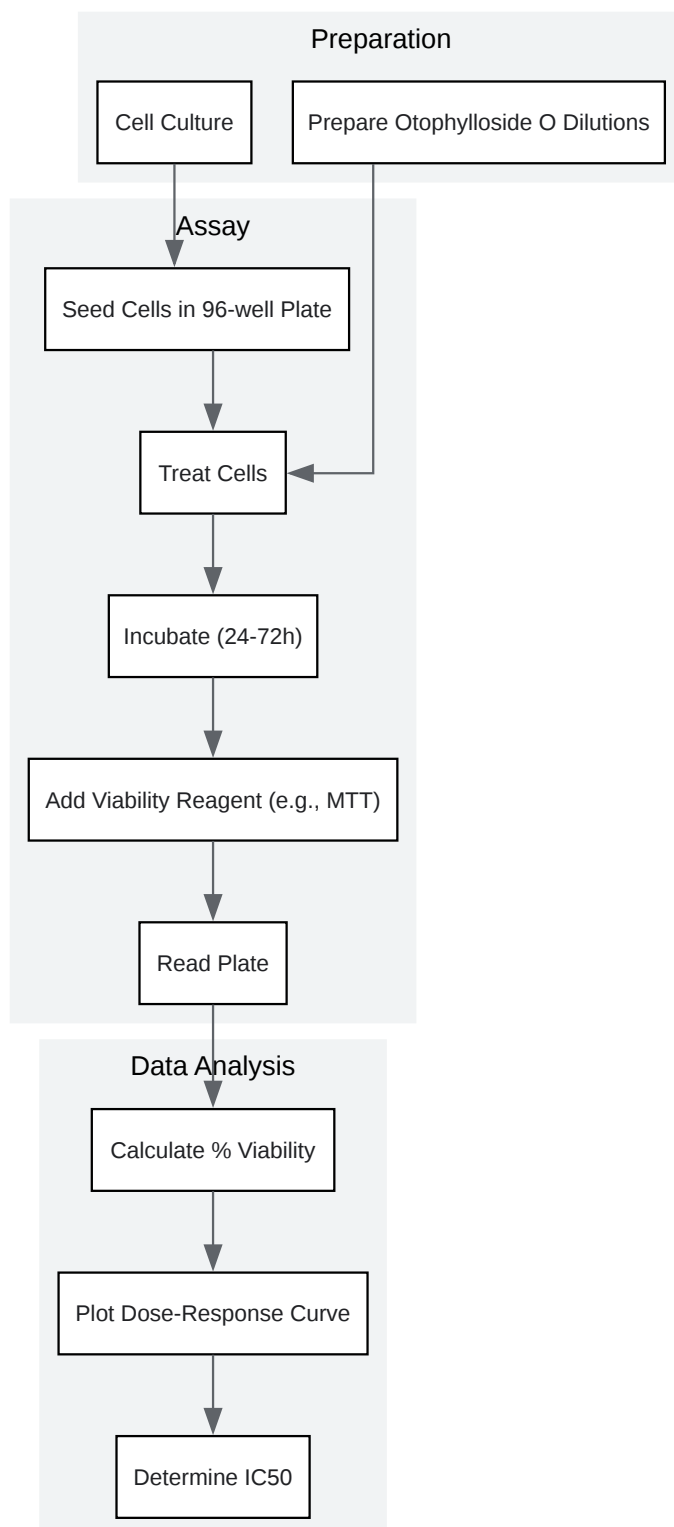 Preparation
Cell Culture
Prepare Otophylloside O Dilutions
Assay
Seed Cells in 96-well Plate
Treat Cells
Incubate (24-72h)
Add Viability Reagent (e.g., MTT)
Read Plate
Data Analysis
Calculate % Viability
Plot Dose-Response Curve
Determine IC50